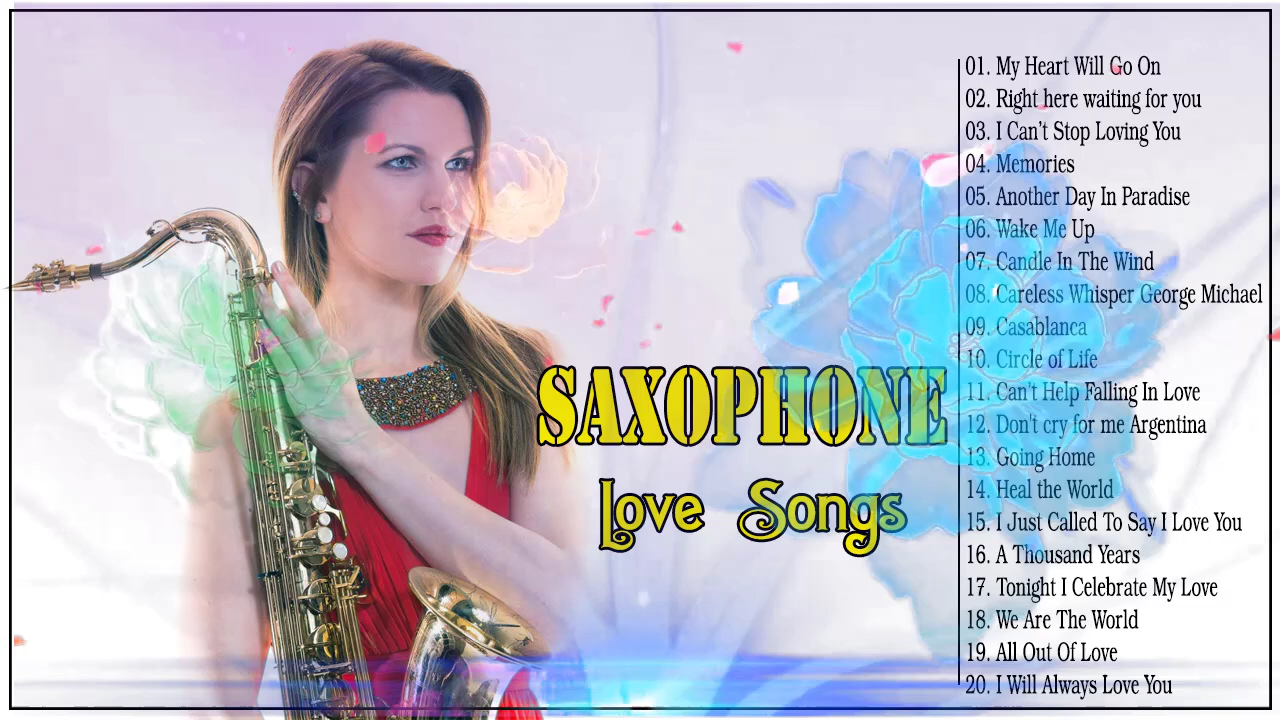 SAXOPHONE
Love Songs
01. My Heart Will Go On
02. Right here waiting for you
03. I Can't Stop Loving You
04. Memories
05. Another Day In Paradise
06. Wake Me Up
07. Candle In The Wind
08. Careless Whisper George Michael
09. Casablanca
10. Circle of Life
11. Can't Help Falling In Love
12. Don't cry for me Argentina
13. Going Home
14. Heal the World
15. I Just Called To Say I Love You
16. A Thousand Years
17. Tonight I Celebrate My Love
18. We Are The World
19. All Out Of Love
20. I Will Always Love You